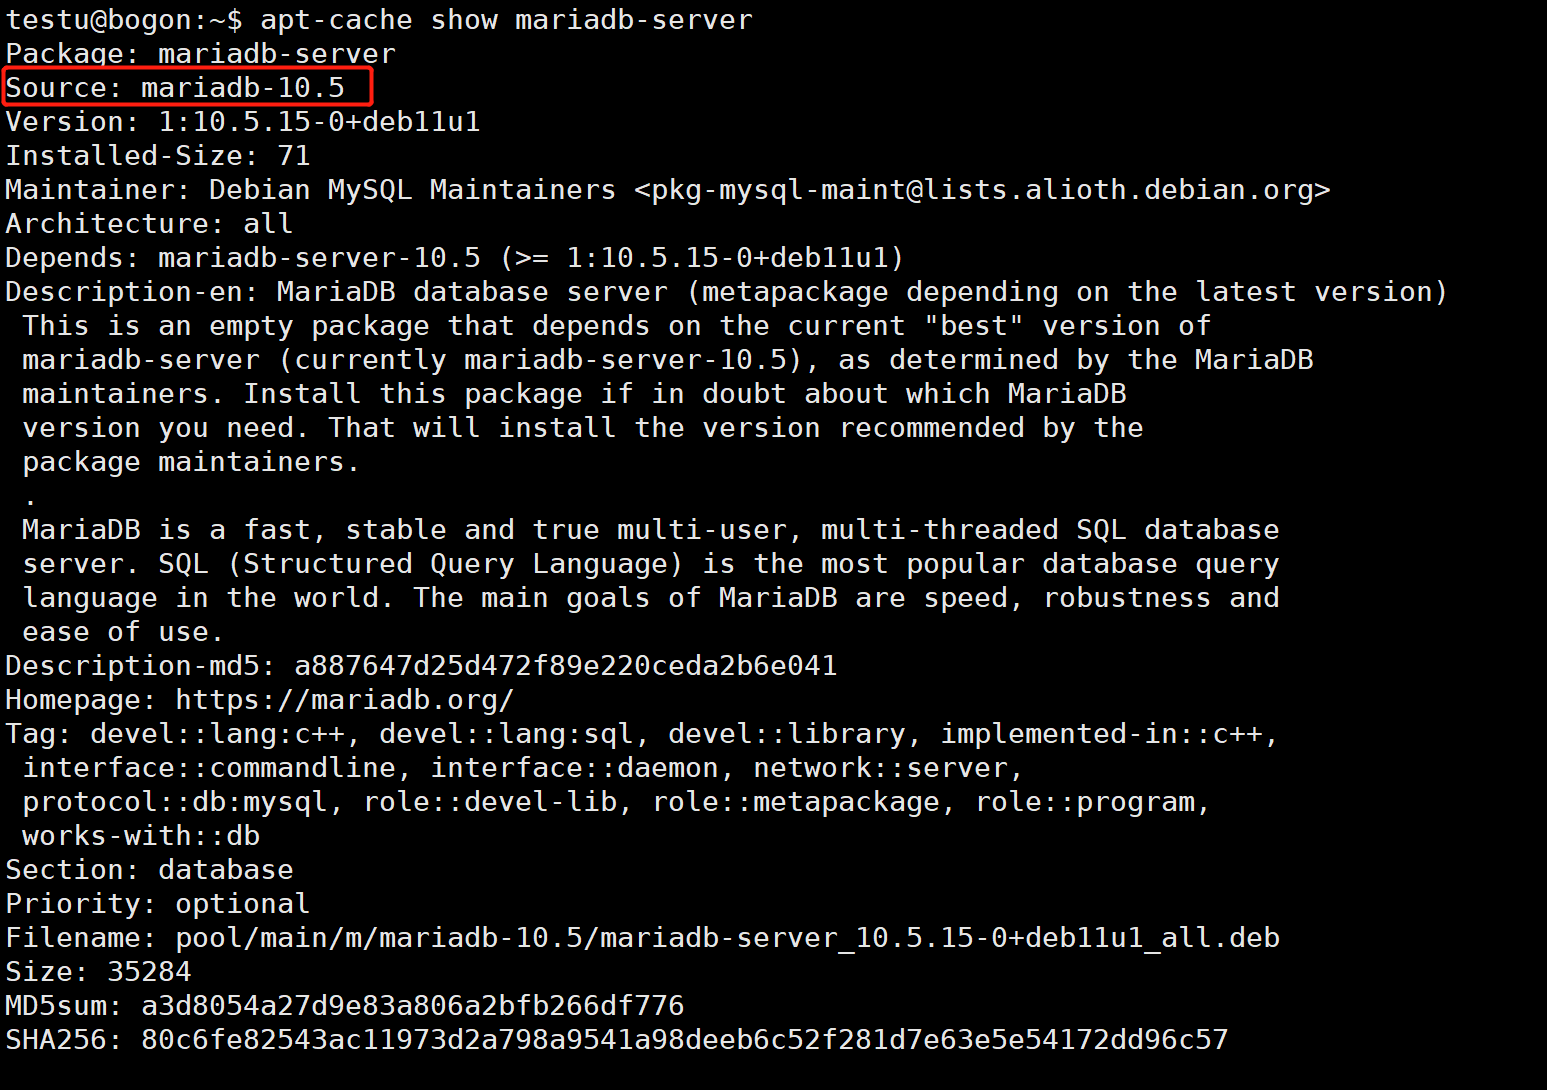 testu@bogon:~$ apt-cache show mariadb-server
Package: mariadb-server
Source: mariadb-10.5
Version: 1:10.5.15-0+deb11u1
Installed-Size: 71
Maintainer: Debian MySQL Maintainers <pkg-mysql-maint@lists.alioth.debian.org>
Architecture: all
Depends: mariadb-server-10.5 (>= 1:10.5.15-0+deb11u1)
Description-en: MariaDB database server (metapackage depending on the latest version)
 This is an empty package that depends on the current "best" version of
 mariadb-server (currently mariadb-server-10.5), as determined by the MariaDB
 maintainers. Install this package if in doubt about which MariaDB
 version you need. That will install the version recommended by the
 package maintainers.
 .
 MariaDB is a fast, stable and true multi-user, multi-threaded SQL database
 server. SQL (Structured Query Language) is the most popular database query
 language in the world. The main goals of MariaDB are speed, robustness and
 ease of use.
Description-md5: a887647d25d472f89e220ceda2b6e041
Homepage: https://mariadb.org/
Tag: devel::lang:c++, devel::lang:sql, devel::library, implemented-in::c++,
 interface::commandline, interface::daemon, network::server,
 protocol::db:mysql, role::devel-lib, role::metapackage, role::program,
 works-with::db
Section: database
Priority: optional
Filename: pool/main/m/mariadb-10.5/mariadb-server_10.5.15-0+deb11u1_all.deb
Size: 35284
MD5sum: a3d8054a27d9e83a806a2bfb266df776
SHA256: 80c6fe82543ac11973d2a798a9541a98deeb6c52f281d7e63e5e54172dd96c57